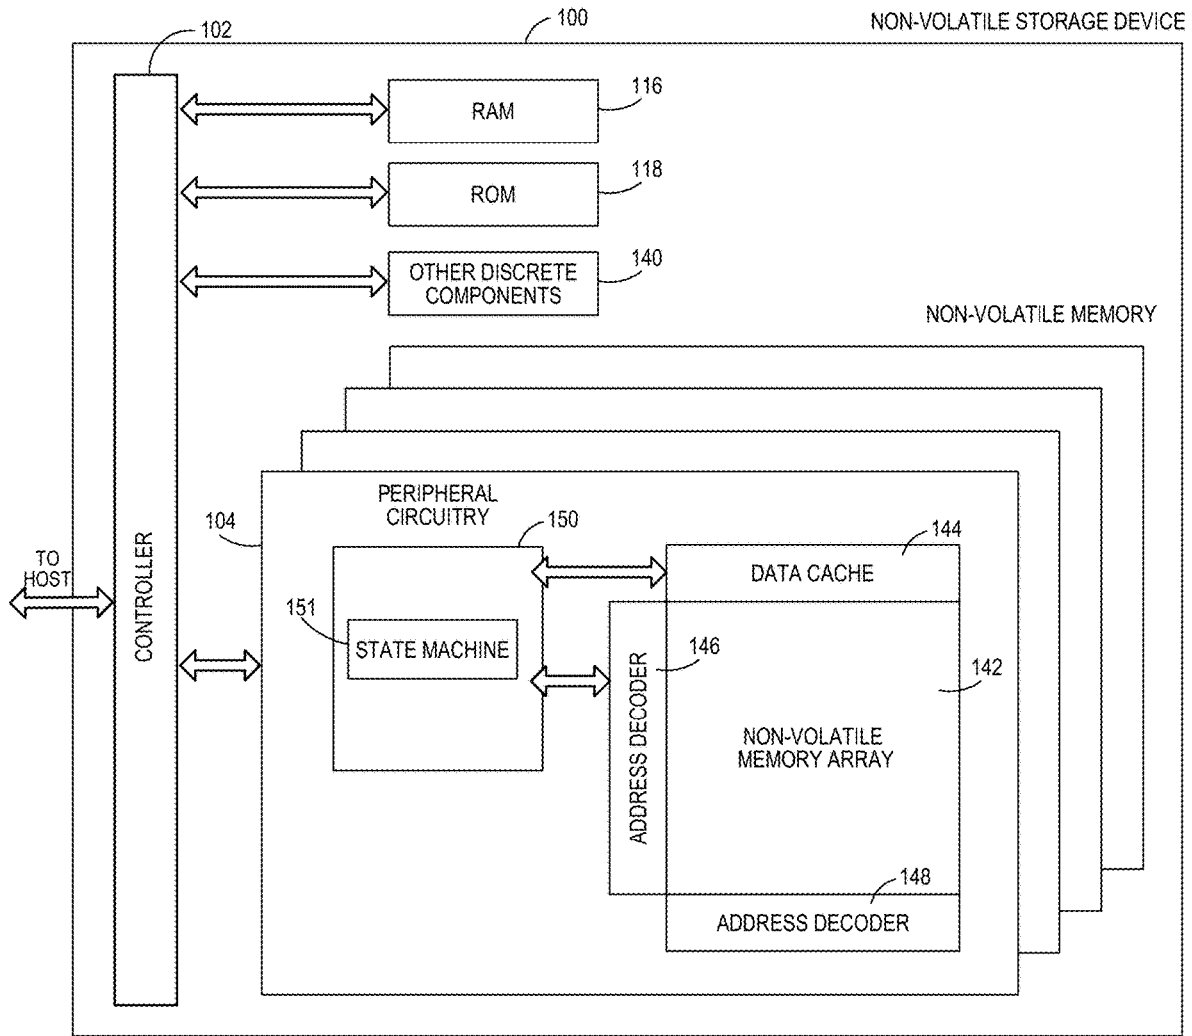 100
NON-VOLATILE STORAGE DEVICE
102
RAM
116
ROM
118
OTHER DISCRETE
COMPONENTS
140
NON-VOLATILE MEMORY
PERIPHERAL
CIRCUITRY
104
150
144
DATA CACHE
TO
HOST
CONTROLLER
151
STATE MACHINE
ADDRESS DECODER
146
142
NON-VOLATILE
MEMORY ARRAY
148
ADDRESS DECODER